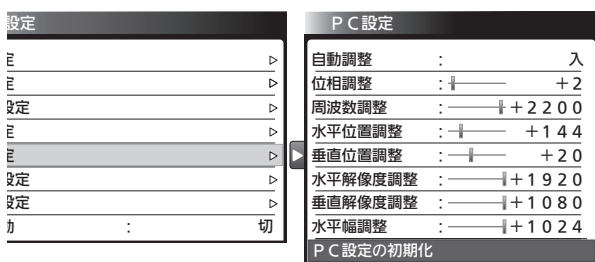 設定
定
定
設定
定
定
設定
設定
動 : 切
PC設定
自動調整 : 入
位相調整 : +2
周波数調整 : +2200
水平位置調整 : +144
垂直位置調整 : +20
水平解像度調整 : +1920
垂直解像度調整 : +1080
水平幅調整 : +1024
PC設定の初期化